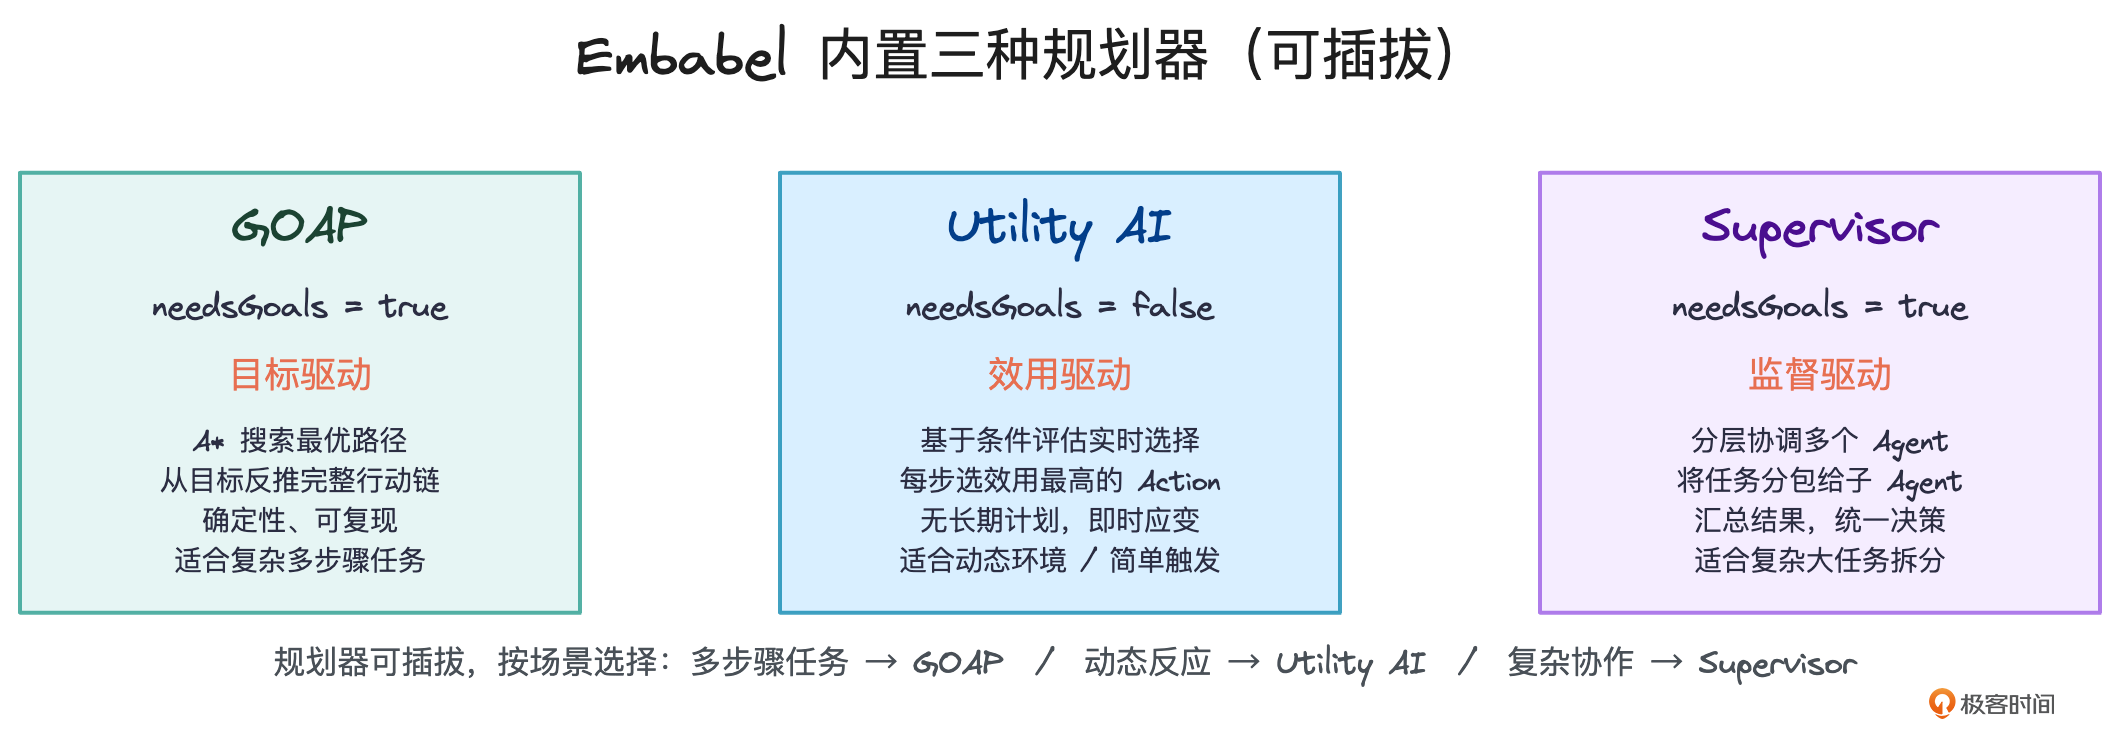 Embabel 内置三种规划器（可插拔）
GOAP
needsGoals = true
目标驱动
A* 搜索最优路径
从目标反推完整行动链
确定性、可复现
适合复杂多步骤任务
Utility AI
needsGoals = false
效用驱动
基于条件评估实时选择
每步选效用最高的 Action
无长期计划，即时应变
适合动态环境 / 简单触发
Supervisor
needsGoals = true
监督驱动
分层协调多个 Agent
将任务分包给子 Agent
汇总结果，统一决策
适合复杂大任务拆分
规划器可插拔，按场景选择：多步骤任务 → GOAP / 动态反应 → Utility AI / 复杂协作 → Supervisor
极客时间